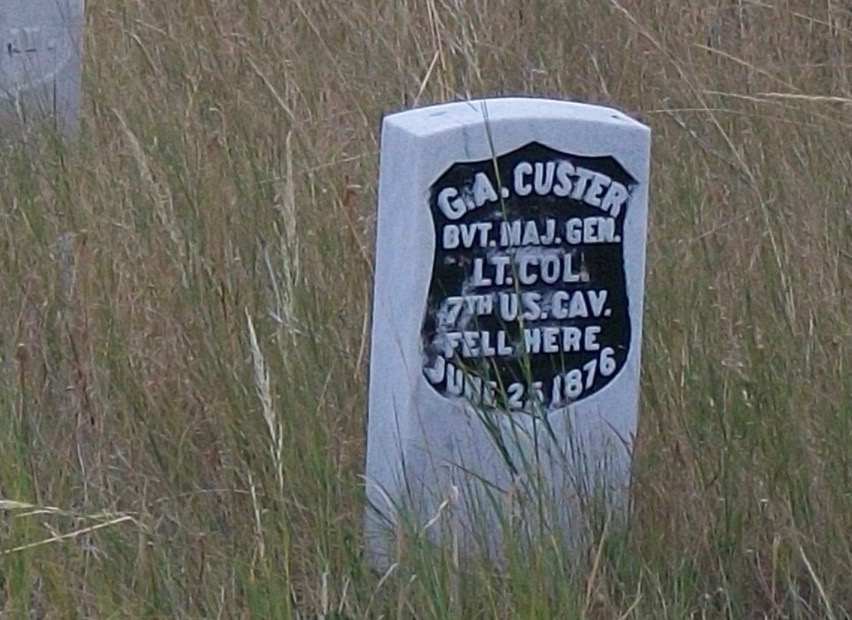 G.A. CUSTER
BVT. MAJ. GEN.
LT. COL.
7TH U.S. CAV.
FELL HERE
JUNE 25 1876